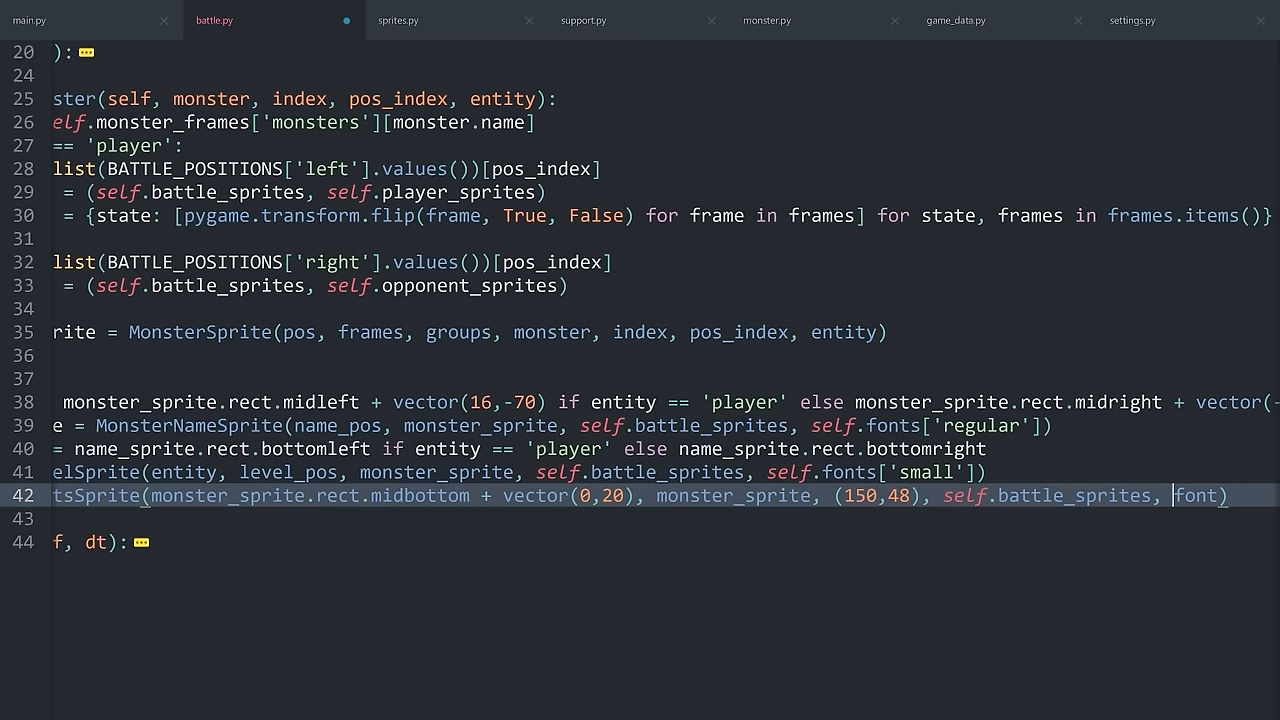 main.py battle.py sprites.py support.py monster.py game_data.py settings.py
20 ):
24
25 ster(self, monster, index, pos_index, entity):
26 elf.monster_frames['monsters'][monster.name]
27 == 'player':
28 list(BATTLE_POSITIONS['left'].values())[pos_index]
29 = (self.battle_sprites, self.player_sprites)
30 = {state: [pygame.transform.flip(frame, True, False) for frame in frames] for state, frames in frames.items()}
31
32 list(BATTLE_POSITIONS['right'].values())[pos_index]
33 = (self.battle_sprites, self.opponent_sprites)
34
35 rite = MonsterSprite(pos, frames, groups, monster, index, pos_index, entity)
36
37
38 monster_sprite.rect.midleft + vector(16,-70) if entity == 'player' else monster_sprite.rect.midright + vector(-
39 e = MonsterNameSprite(name_pos, monster_sprite, self.battle_sprites, self.fonts['regular'])
40 = name_sprite.rect.bottomleft if entity == 'player' else name_sprite.rect.bottomright
41 elSprite(entity, level_pos, monster_sprite, self.battle_sprites, self.fonts['small'])
42 tsSprite(monster_sprite.rect.midbottom + vector(0,20), monster_sprite, (150,48), self.battle_sprites, font)
43
44 f, dt):